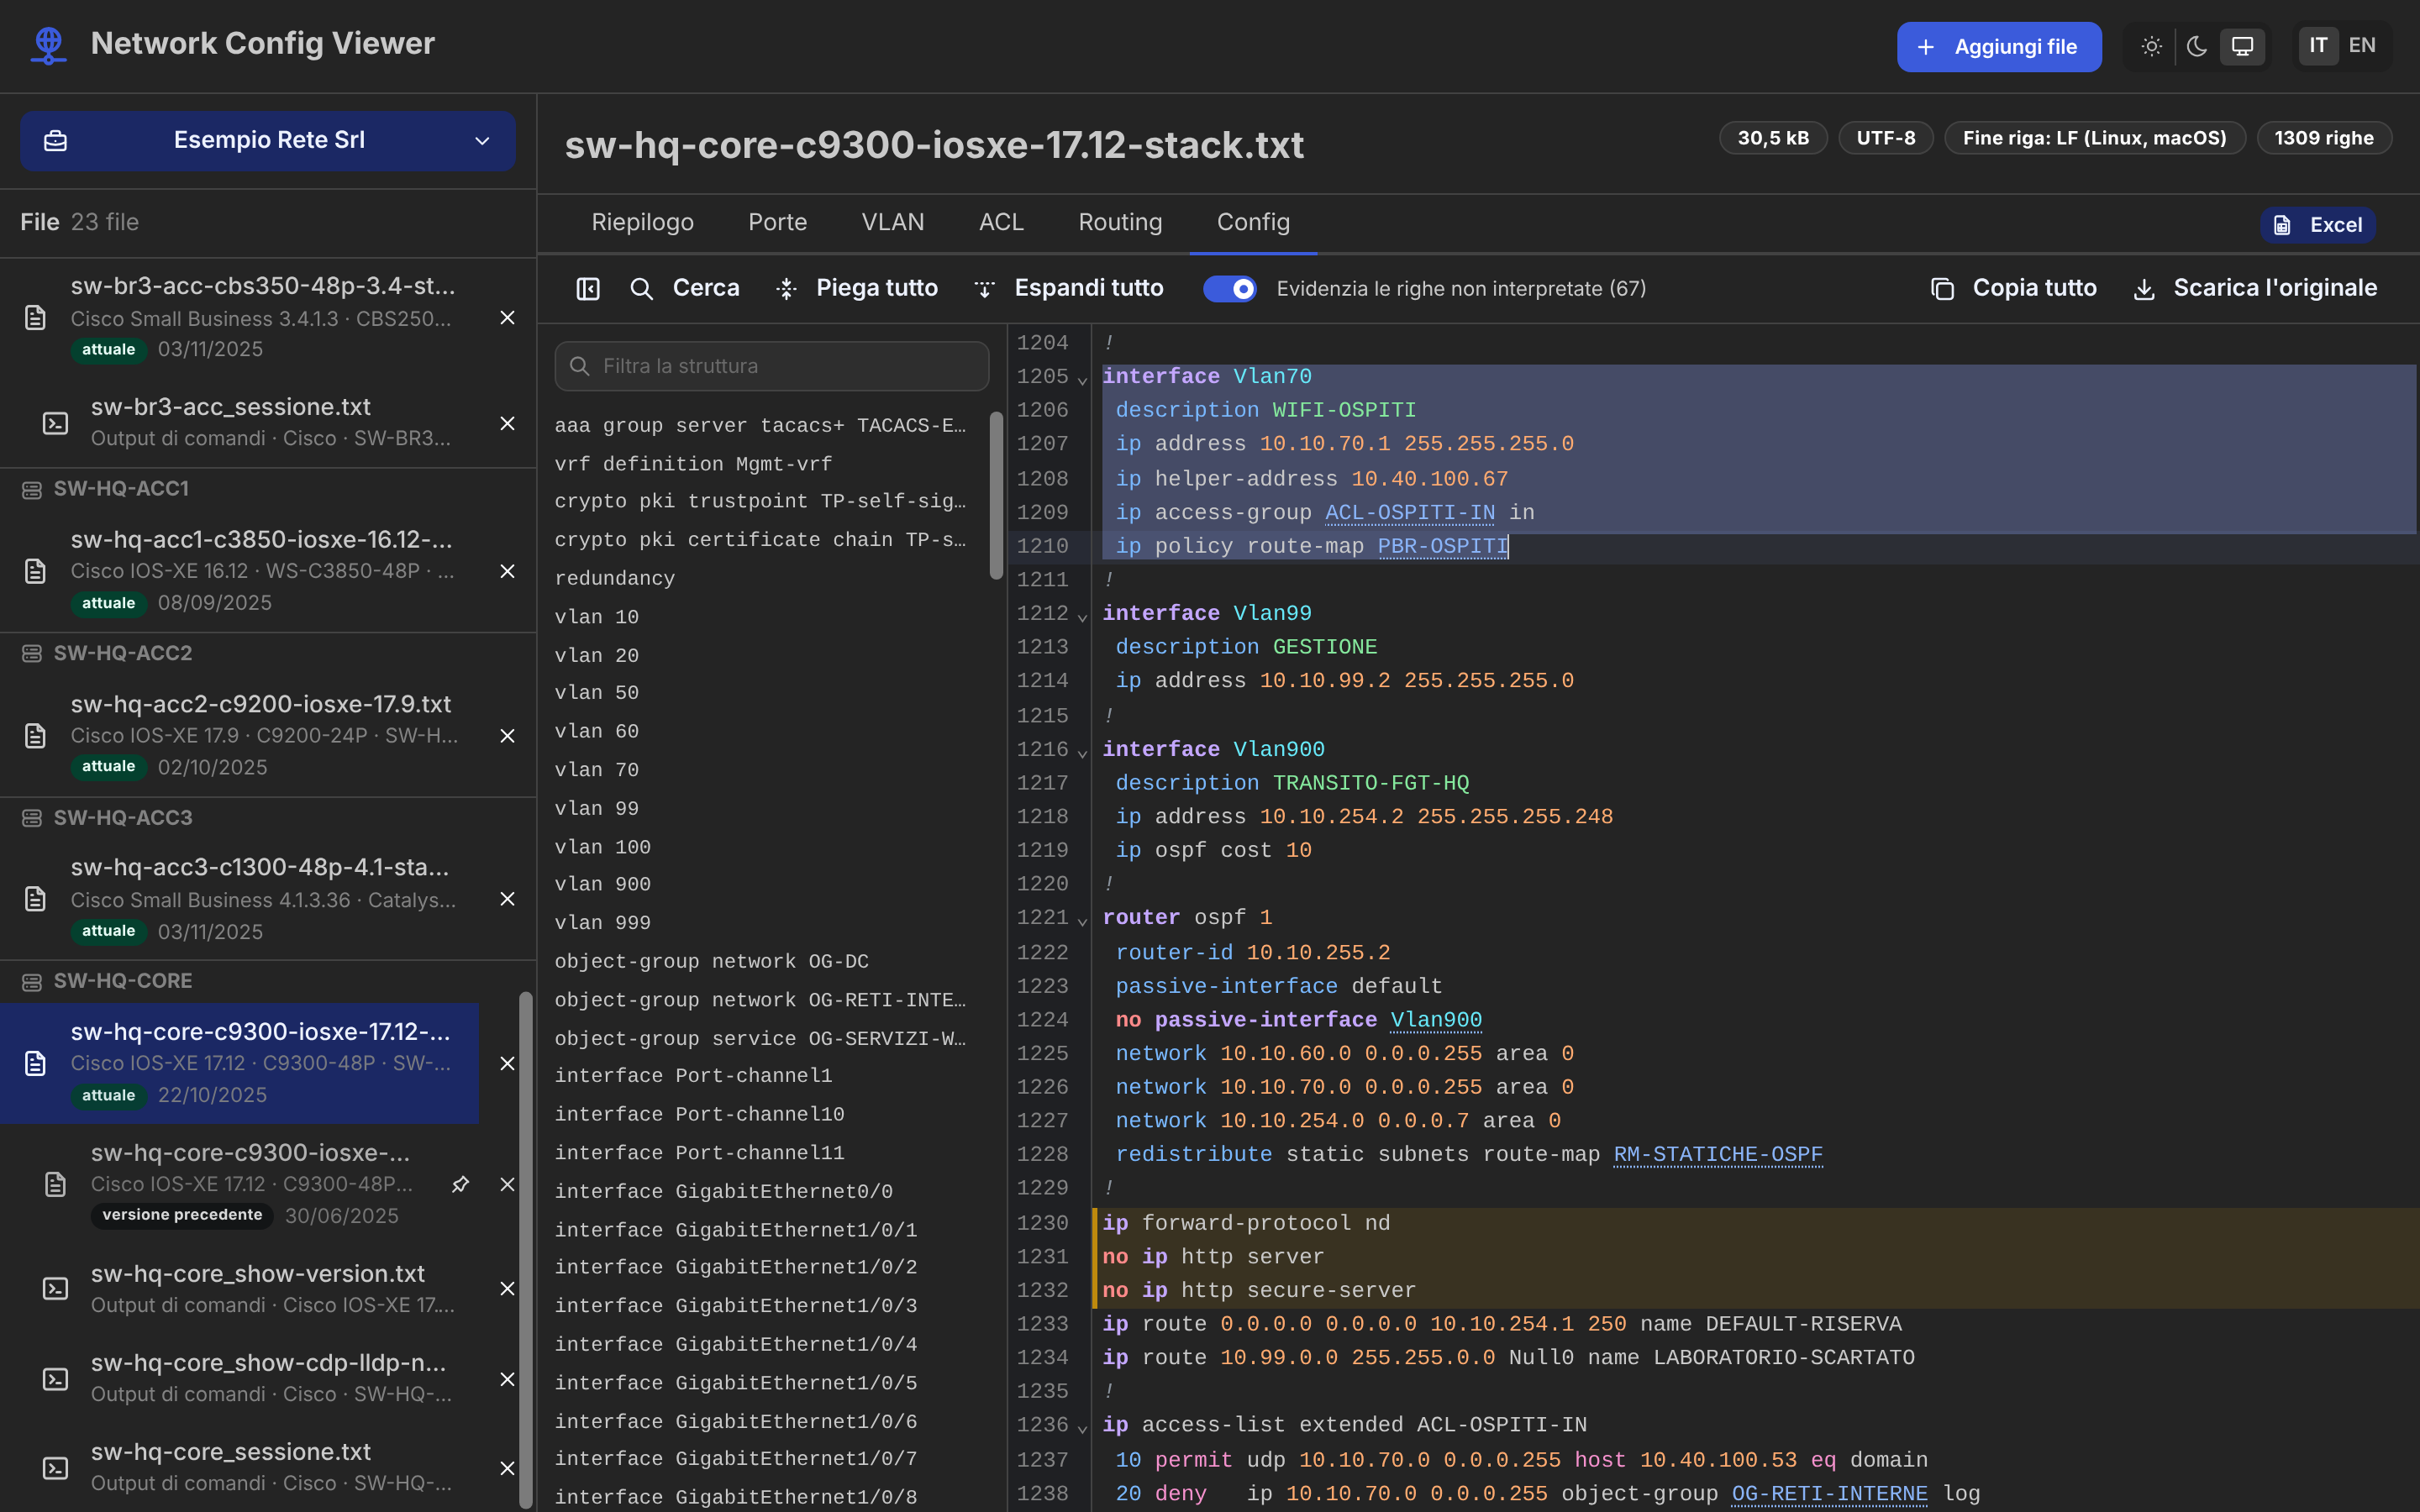 Network Config Viewer
Aggiungi file
IT EN
Esempio Rete Srl
File 23 file
sw-br3-acc-cbs350-48p-3.4-st...
Cisco Small Business 3.4.1.3 · CBS250...
attuale 03/11/2025
sw-br3-acc_sessione.txt
Output di comandi · Cisco · SW-BR3...
SW-HQ-ACC1
sw-hq-acc1-c3850-iosxe-16.12-...
Cisco IOS-XE 16.12 · WS-C3850-48P · ...
attuale 08/09/2025
SW-HQ-ACC2
sw-hq-acc2-c9200-iosxe-17.9.txt
Cisco IOS-XE 17.9 · C9200-24P · SW-H...
attuale 02/10/2025
SW-HQ-ACC3
sw-hq-acc3-c1300-48p-4.1-sta...
Cisco Small Business 4.1.3.36 · Catalys...
attuale 03/11/2025
SW-HQ-CORE
sw-hq-core-c9300-iosxe-17.12-...
Cisco IOS-XE 17.12 · C9300-48P · SW-...
attuale 22/10/2025
sw-hq-core-c9300-iosxe-...
Cisco IOS-XE 17.12 · C9300-48P...
versione precedente 30/06/2025
sw-hq-core_show-version.txt
Output di comandi · Cisco IOS-XE 17....
sw-hq-core_show-cdp-lldp-n...
Output di comandi · Cisco · SW-HQ-...
sw-hq-core_sessione.txt
Output di comandi · Cisco · SW-HQ-...
sw-hq-core-c9300-iosxe-17.12-stack.txt
30,5 kB UTF-8 Fine riga: LF (Linux, macOS) 1309 righe
Riepilogo Porte VLAN ACL Routing Config
Excel
Cerca Piega tutto Espandi tutto Evidenzia le righe non interpretate (67) Copia tutto Scarica l'originale
Filtra la struttura
aaa group server tacacs+ TACACS-E…
vrf definition Mgmt-vrf
crypto pki trustpoint TP-self-sig…
crypto pki certificate chain TP-s…
redundancy
vlan 10
vlan 20
vlan 50
vlan 60
vlan 70
vlan 99
vlan 100
vlan 900
vlan 999
object-group network OG-DC
object-group network OG-RETI-INTE…
object-group service OG-SERVIZI-W…
interface Port-channel1
interface Port-channel10
interface Port-channel11
interface GigabitEthernet0/0
interface GigabitEthernet1/0/1
interface GigabitEthernet1/0/2
interface GigabitEthernet1/0/3
interface GigabitEthernet1/0/4
interface GigabitEthernet1/0/5
interface GigabitEthernet1/0/6
interface GigabitEthernet1/0/7
interface GigabitEthernet1/0/8
1204 !
1205 interface Vlan70
1206 description WIFI-OSPITI
1207 ip address 10.10.70.1 255.255.255.0
1208 ip helper-address 10.40.100.67
1209 ip access-group ACL-OSPITI-IN in
1210 ip policy route-map PBR-OSPITI
1211 !
1212 interface Vlan99
1213 description GESTIONE
1214 ip address 10.10.99.2 255.255.255.0
1215 !
1216 interface Vlan900
1217 description TRANSITO-FGT-HQ
1218 ip address 10.10.254.2 255.255.255.248
1219 ip ospf cost 10
1220 !
1221 router ospf 1
1222 router-id 10.10.255.2
1223 passive-interface default
1224 no passive-interface Vlan900
1225 network 10.10.60.0 0.0.0.255 area 0
1226 network 10.10.70.0 0.0.0.255 area 0
1227 network 10.10.254.0 0.0.0.7 area 0
1228 redistribute static subnets route-map RM-STATICHE-OSPF
1229 !
1230 ip forward-protocol nd
1231 no ip http server
1232 no ip http secure-server
1233 ip route 0.0.0.0 0.0.0.0 10.10.254.1 250 name DEFAULT-RISERVA
1234 ip route 10.99.0.0 255.255.0.0 Null0 name LABORATORIO-SCARTATO
1235 !
1236 ip access-list extended ACL-OSPITI-IN
1237 10 permit udp 10.10.70.0 0.0.0.255 host 10.40.100.53 eq domain
1238 20 deny   ip 10.10.70.0 0.0.0.255 object-group OG-RETI-INTERNE log